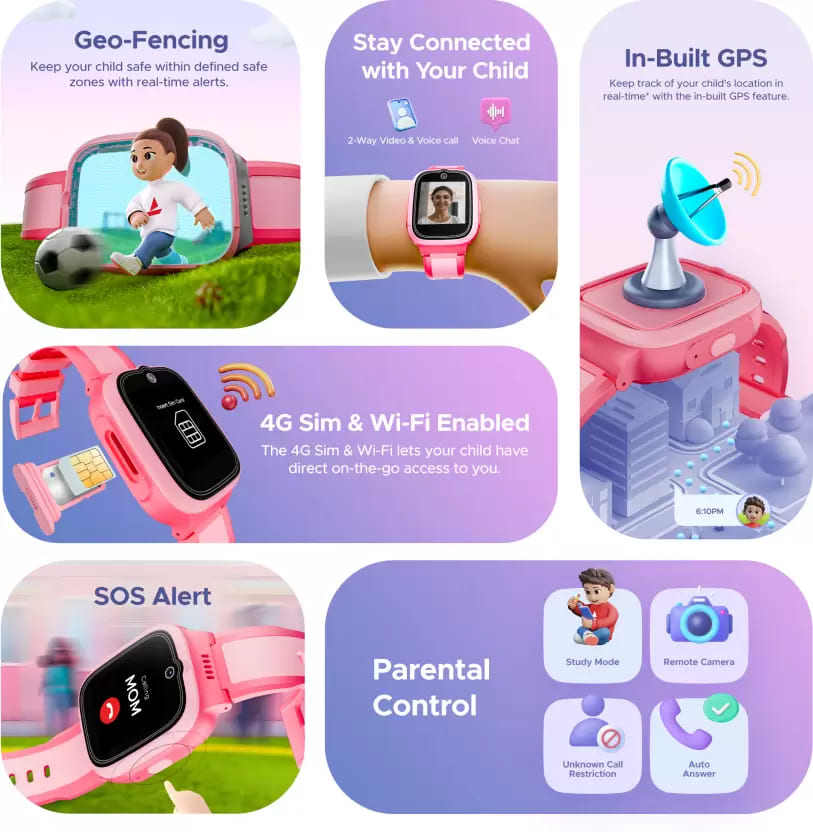 Geo-Fencing
Keep your child safe within defined safe
zones with real-time alerts.
Stay Connected
with Your Child
2-Way Video & Voice call
Voice Chat
In-Built GPS
Keep track of your child's location in
real-time* with the in-built GPS feature.
Insert Sim Card
4G Sim & Wi-Fi Enabled
The 4G Sim & Wi-Fi lets your child have
direct on-the-go access to you.
6:10PM
SOS Alert
Calling
MOM
Parental
Control
Study Mode
Remote Camera
Unknown Call
Restriction
Auto
Answer